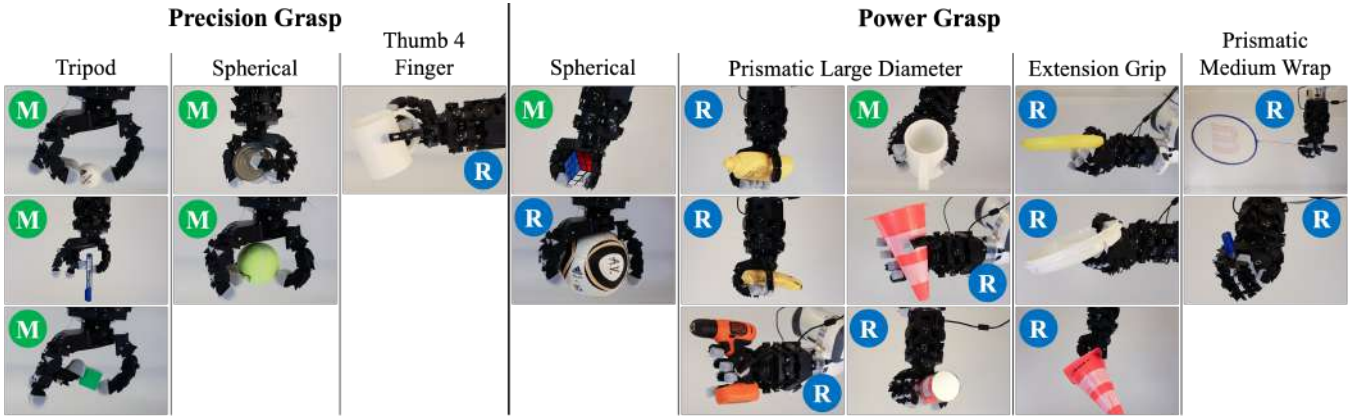 Precision Grasp
Power Grasp
Tripod
Spherical
Thumb 4
Finger
Spherical
Prismatic Large Diameter
Extension Grip
Prismatic
Medium Wrap
M
M
R
M
R
M
R
R
M
M
R
R
R
R
R
M
R
R
R
A.V.